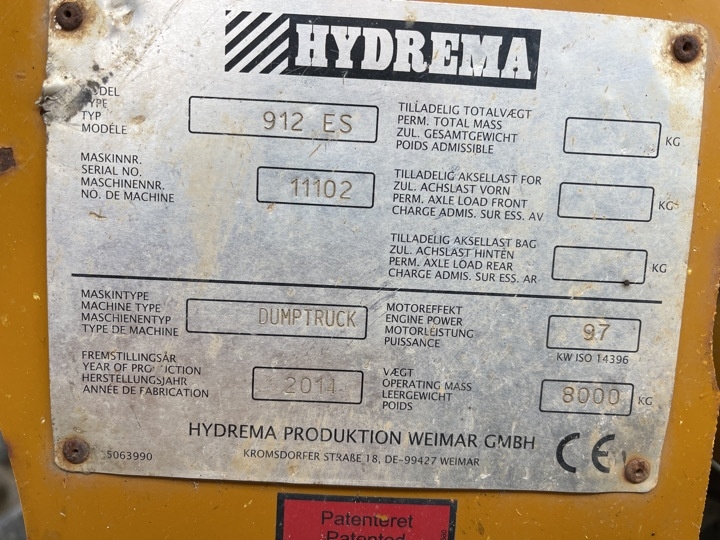 HYDREMA
TYPE
TYP
MODÉLE
912 ES
MASKINNR.
SERIAL NO.
MASCHINENNR.
NO. DE MACHINE
11102
TILLADELIG TOTALVÆGT
PERM. TOTAL MASS
ZUL. GESAMTGEWICHT
POIDS ADMISSIBLE
KG
TILLADELIG AKSELLAST FOR
ZUL. ACHSLAST VORN
PERM. AXLE LOAD FRONT
CHARGE ADMIS. SUR ESS. AV
KG
TILLADELIG AKSELLAST BAG
ZUL. ACHSLAST HINTEN
PERM. AXLE LOAD REAR
CHARGE ADMIS. SUR ESS. AR
KG
MASKINTYPE
MACHINE TYPE
MASCHIENENTYP
TYPE DE MACHINE
DUMPTRUCK
FREMSTILLINGSÅR
YEAR OF
HERSTELLUNGSJAHR
ANNÉE DE FABRICATION
MOTOREFFEKT
ENGINE POWER
MOTORLEISTUNG
PUISSANCE
97
KW ISO 14396
VÆGT
OPERATING MASS
LEERGEWICHT
POIDS
8000 KG
HYDREMA PRODUKTION WEIMAR GMBH
KROMSDORFER STRAßE 18, DE-99427 WEIMAR
5063990
CE
Patenteret
Patented